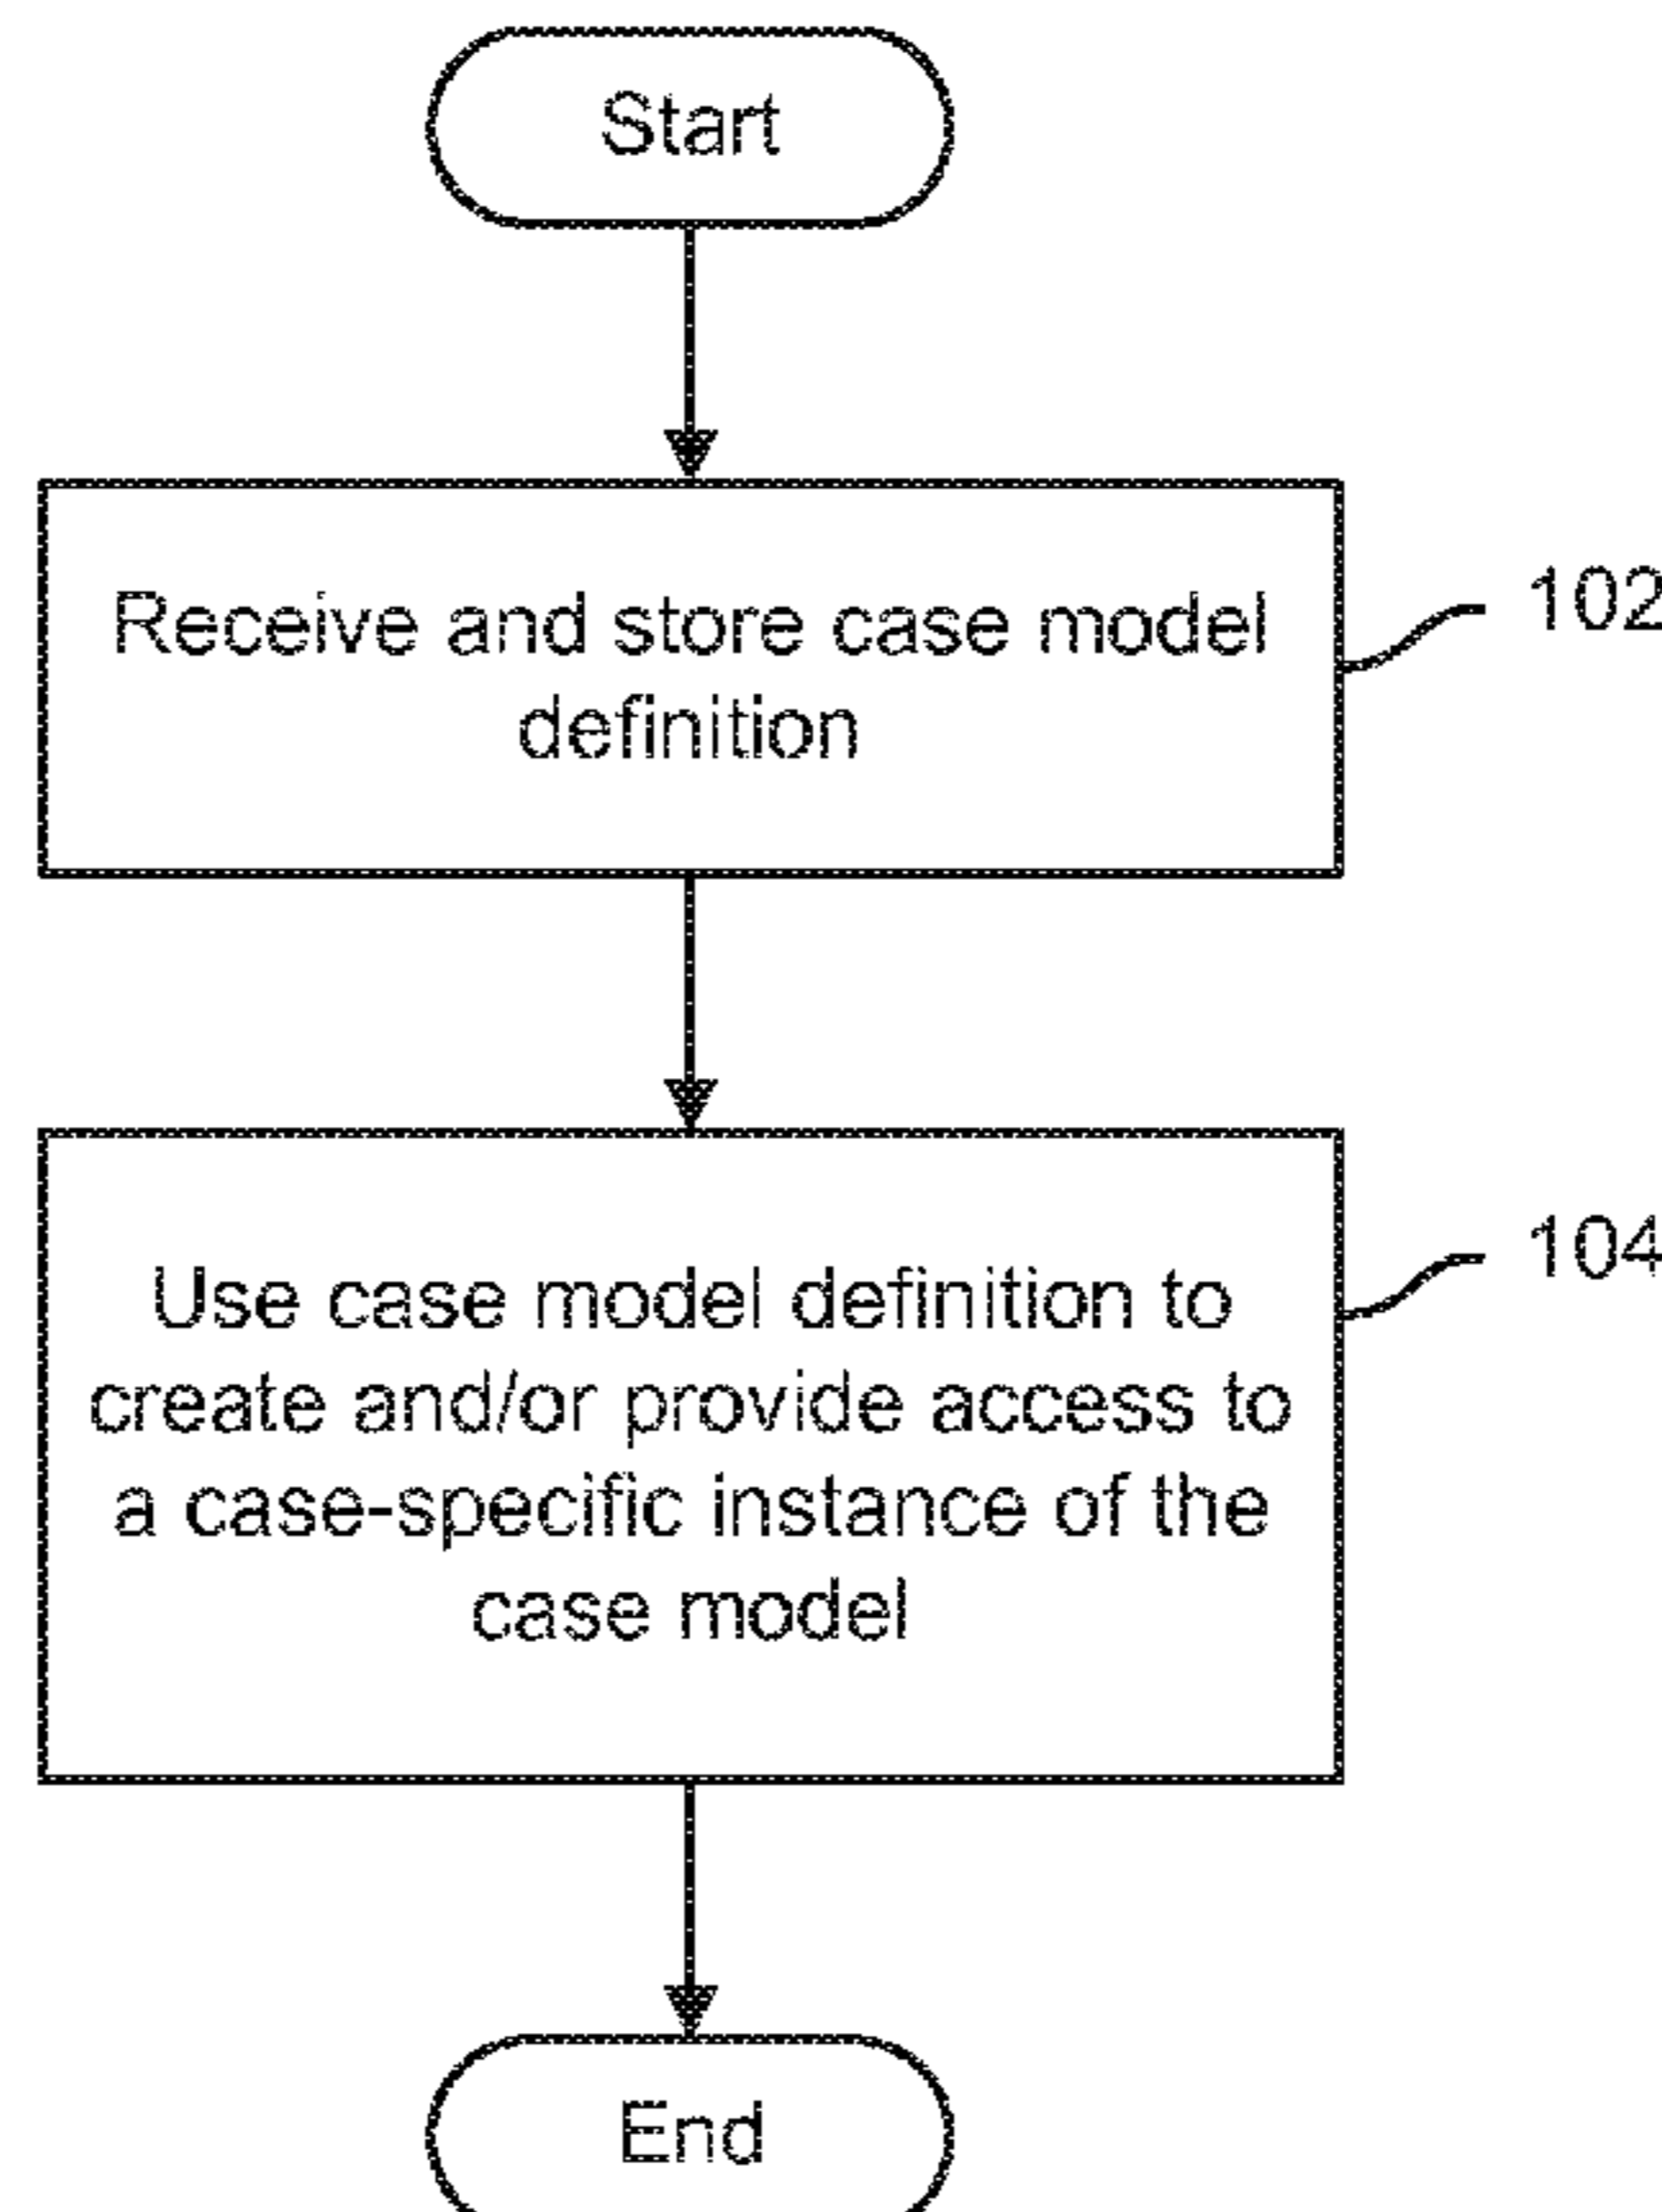 Start
Receive and store case model
definition
102
Use case model definition to
create and/or provide access to
a case-specific instance of the
case model
104
End